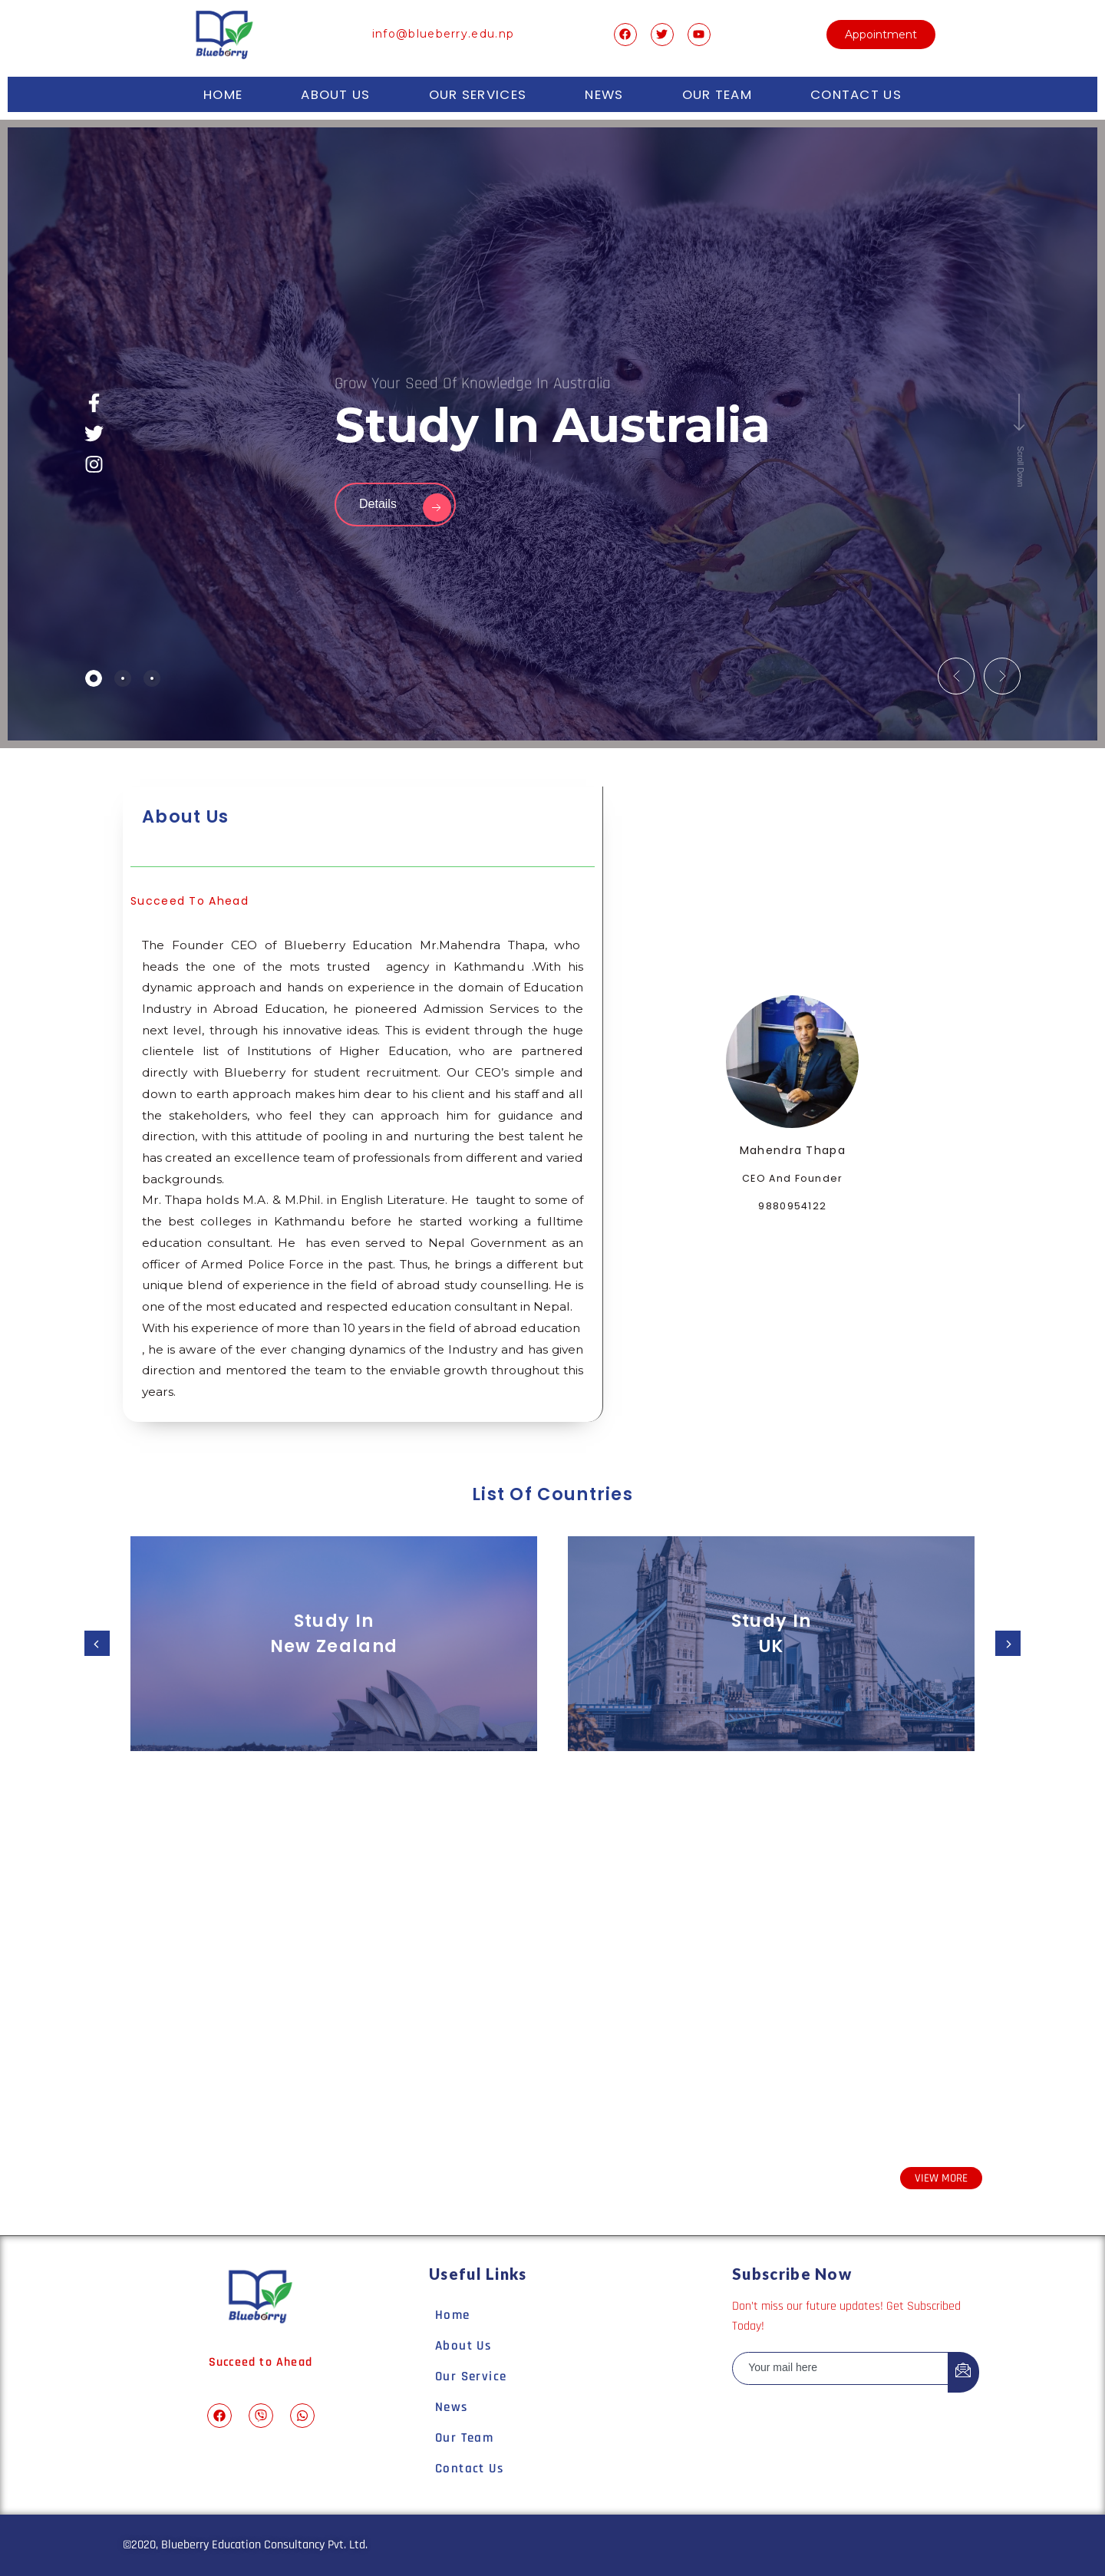 Blueberry
info@blueberry.edu.np
Appointment
HOME
ABOUT US
OUR SERVICES
NEWS
OUR TEAM
CONTACT US
Grow Your Seed Of Knowledge In Australia
Study In Australia
Details
Scroll Down
About Us
Succeed To Ahead
The Founder CEO of Blueberry Education Mr.Mahendra Thapa, who
heads the one of the mots trusted agency in Kathmandu .With his
dynamic approach and hands on experience in the domain of Education
Industry in Abroad Education, he pioneered Admission Services to the
next level, through his innovative ideas. This is evident through the huge
clientele list of Institutions of Higher Education, who are partnered
directly with Blueberry for student recruitment. Our CEO's simple and
down to earth approach makes him dear to his client and his staff and all
the stakeholders, who feel they can approach him for guidance and
direction, with this attitude of pooling in and nurturing the best talent he
has created an excellence team of professionals from different and varied
backgrounds.
Mr. Thapa holds M.A. & M.Phil. in English Literature. He taught to some of
the best colleges in Kathmandu before he started working a fulltime
education consultant. He has even served to Nepal Government as an
officer of Armed Police Force in the past. Thus, he brings a different but
unique blend of experience in the field of abroad study counselling. He is
one of the most educated and respected education consultant in Nepal.
With his experience of more than 10 years in the field of abroad education
, he is aware of the ever changing dynamics of the Industry and has given
direction and mentored the team to the enviable growth throughout this
years.
Mahendra Thapa
CEO And Founder
9880954122
List Of Countries
Study In
New Zealand
Study In
UK
VIEW MORE
Blueberry
Succeed to Ahead
Useful Links
Home
About Us
Our Service
News
Our Team
Contact Us
Subscribe Now
Don't miss our future updates! Get Subscribed
Today!
Your mail here
©2020, Blueberry Education Consultancy Pvt. Ltd.